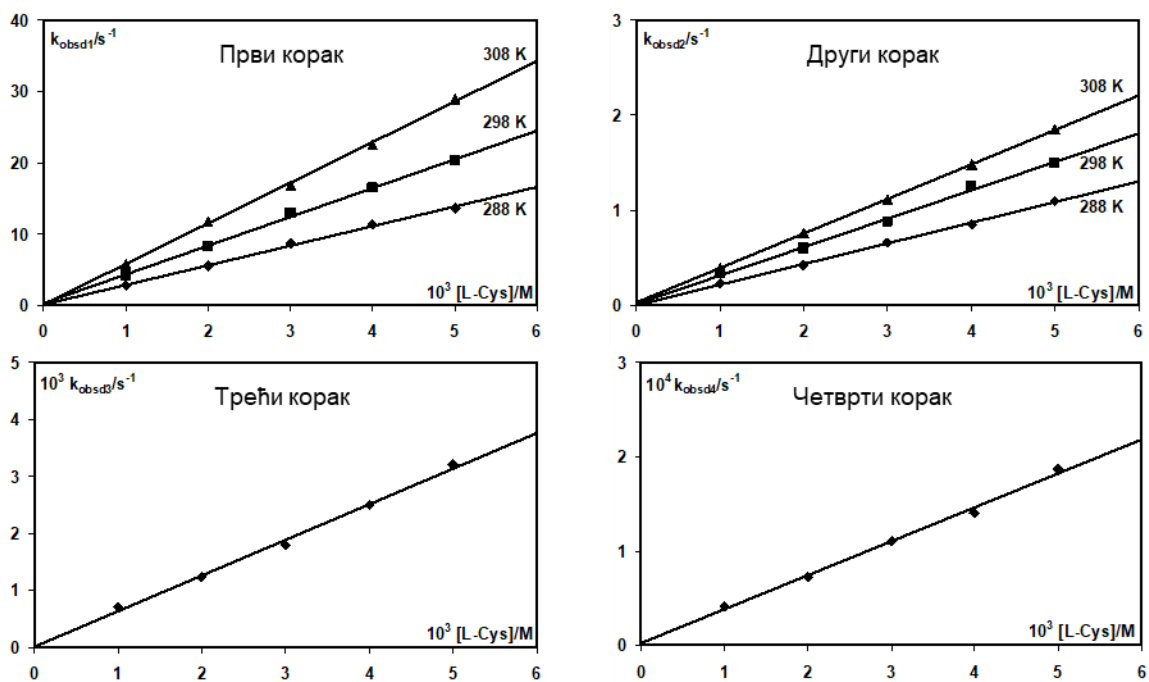 40
30
20
10
0
k_obsd1/s⁻¹
Први корак
308 K
298 K
288 K
10³ [L-Cys]/M
0 1 2 3 4 5 6
3
2
1
0
k_obsd2/s⁻¹
Други корак
308 K
298 K
288 K
10³ [L-Cys]/M
0 1 2 3 4 5 6
5
4
3
2
1
0
10³ k_obsd3/s⁻¹
Трећи корак
10³ [L-Cys]/M
0 1 2 3 4 5 6
3
2
1
0
10⁴ k_obsd4/s⁻¹
Четврти корак
10³ [L-Cys]/M
0 1 2 3 4 5 6